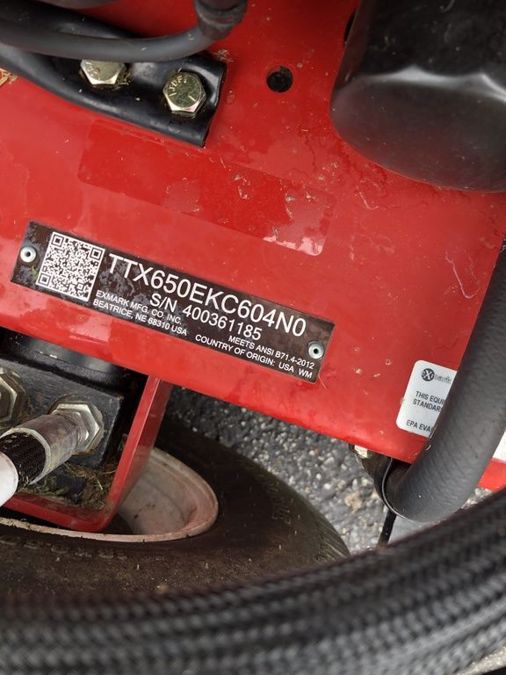 TTX650EKC604N0
S/N 400361185
EXMARK MFG. CO. INC.
BEATRICE, NE 68310 USA
MEETS ANSI B71.4-2012
COUNTRY OF ORIGIN: USA WM
THIS EQUI
STANDAR
EPA EVA